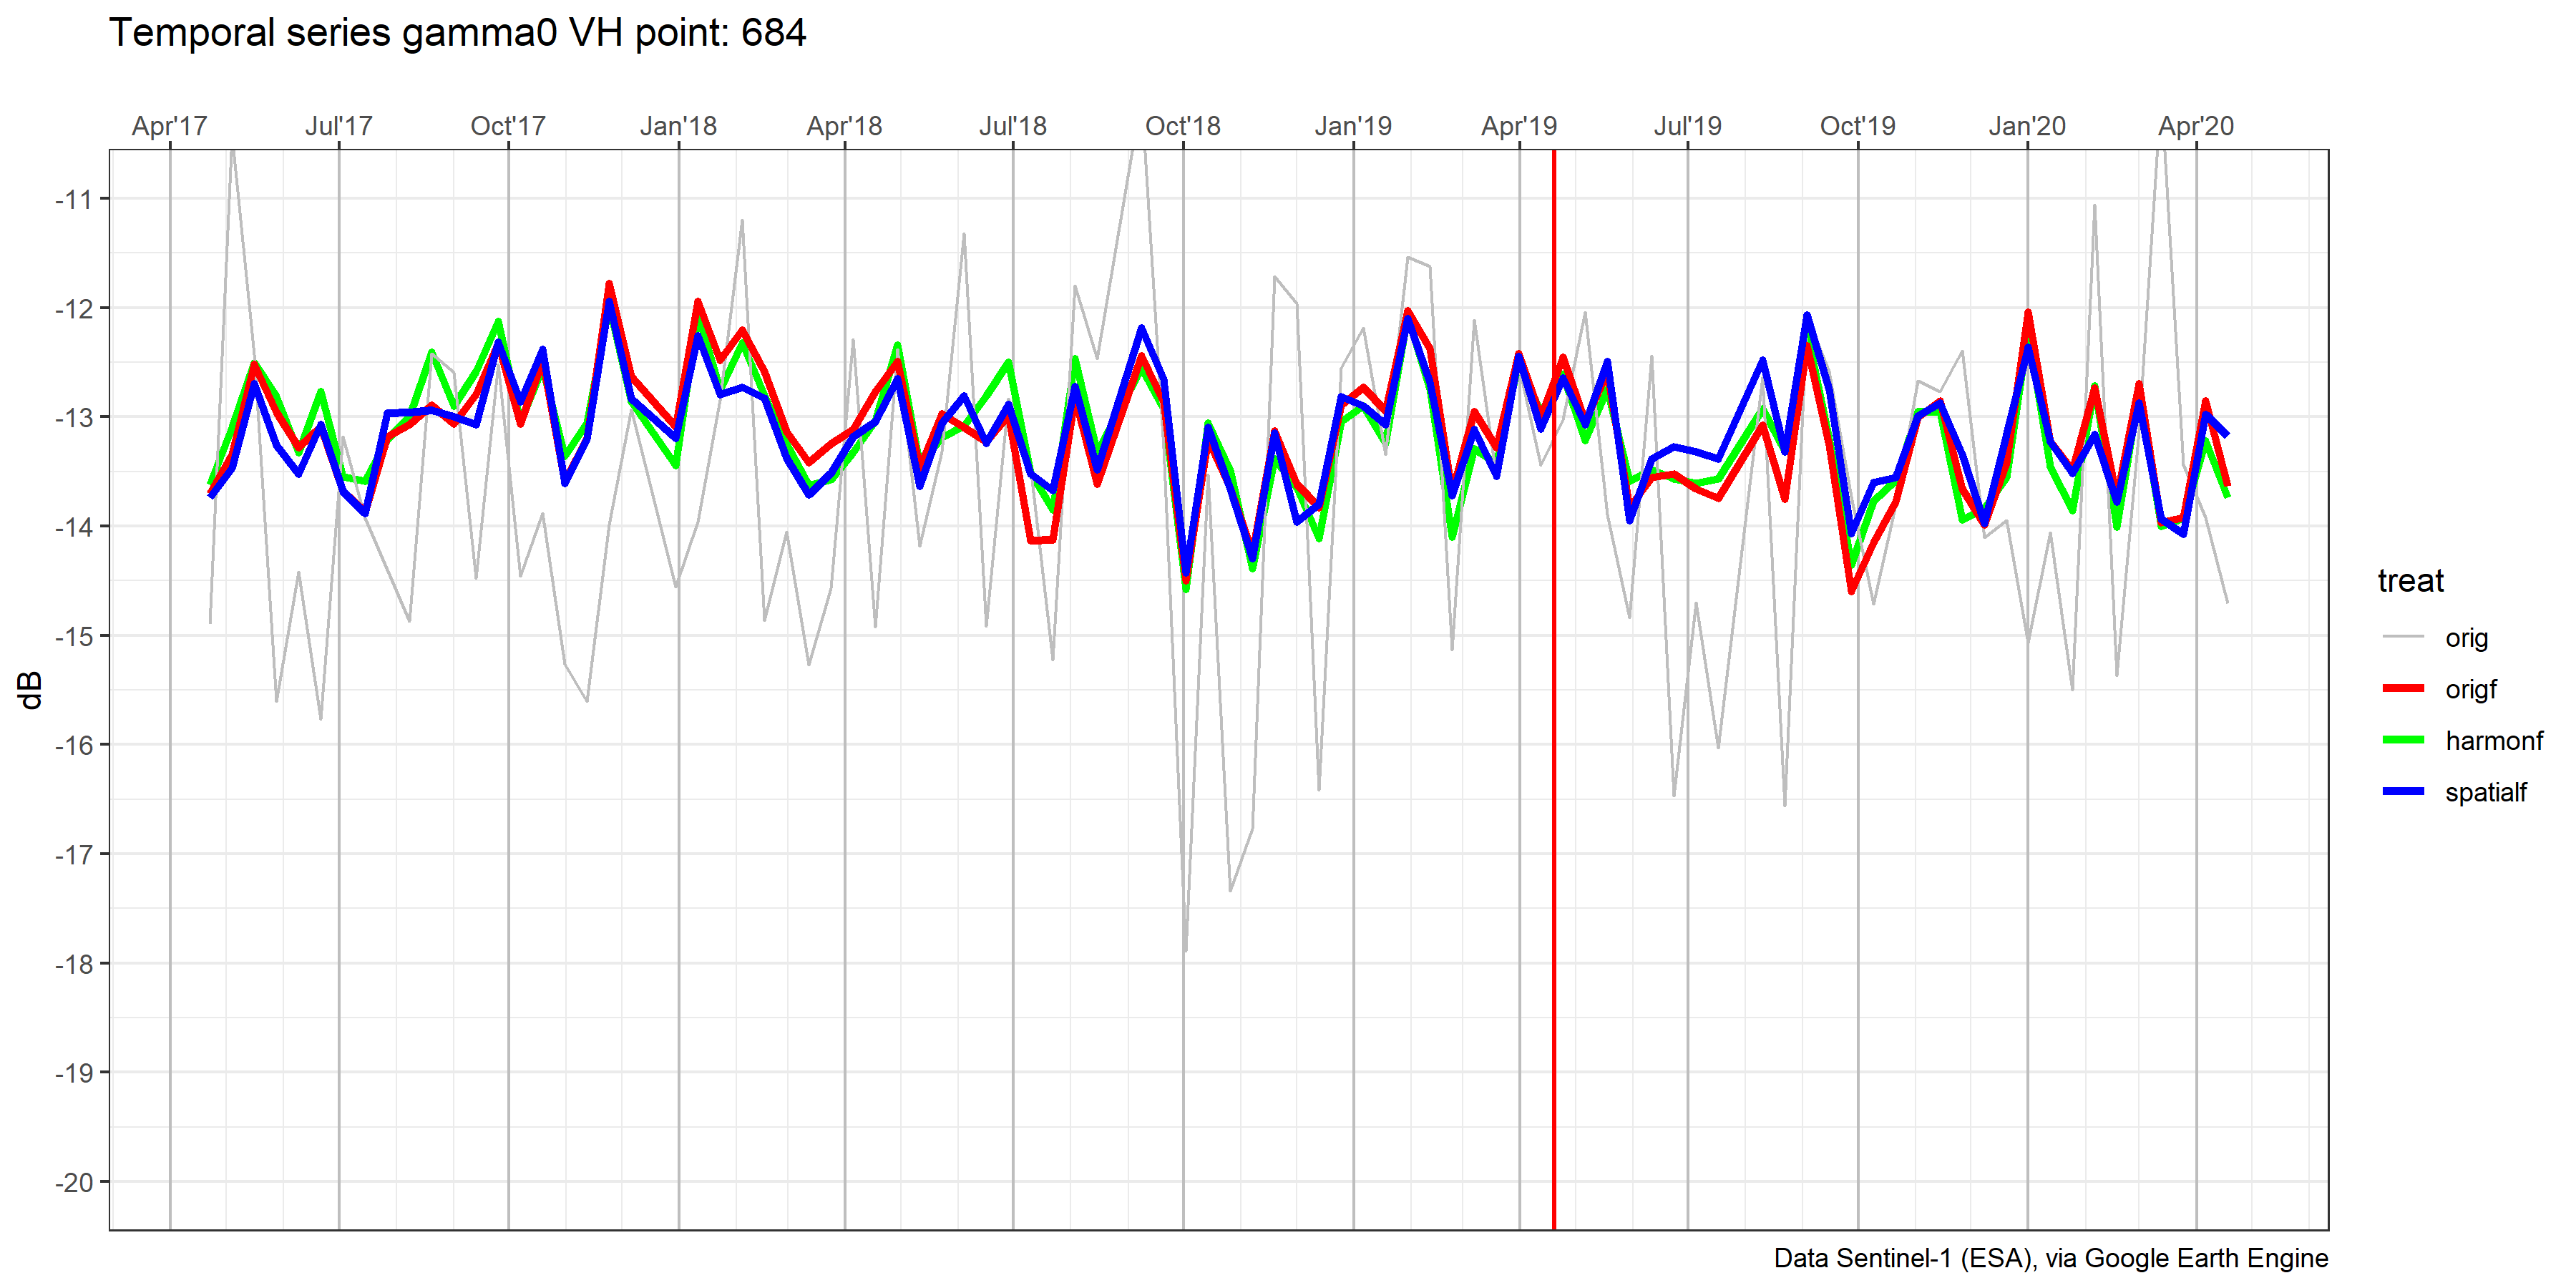 Temporal series gamma0 VH point: 684
Apr'17 Jul'17 Oct'17 Jan'18 Apr'18 Jul'18 Oct'18 Jan'19 Apr'19 Jul'19 Oct'19 Jan'20 Apr'20
-11
-12
-13
-14
-15
-16
-17
-18
-19
-20
dB
treat
orig
origf
harmonf
spatialf
Data Sentinel-1 (ESA), via Google Earth Engine